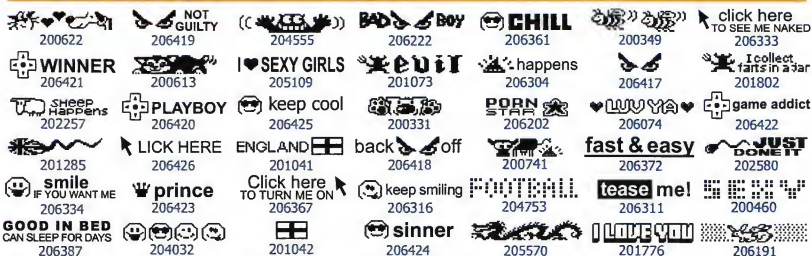 NOT GUILTY BAD BOY CHILL click here TO SEE ME NAKED
200622 206419 204555 206222 206361 200349 206333
WINNER I SEXY GIRLS evil happens I collect farts in a jar
206421 200613 205109 201073 206304 206417 201802
SHEEP HAPPENS PLAYBOY keep cool PORN STAR LUV YA game addict
202257 206420 206425 200331 206202 206074 206422
LICK HERE ENGLAND back off fast & easy JUST DONE IT
201285 206426 201041 206418 200741 206372 202580
smile IF YOU WANT ME prince Click here TO TURN ME ON keep smiling FOOTBALL tease me! SEXY
206334 206423 206367 206316 204753 206311 200460
GOOD IN BED CAN SLEEP FOR DAYS sinner I LOVE YOU
206387 204032 201042 206424 205570 201776 206191